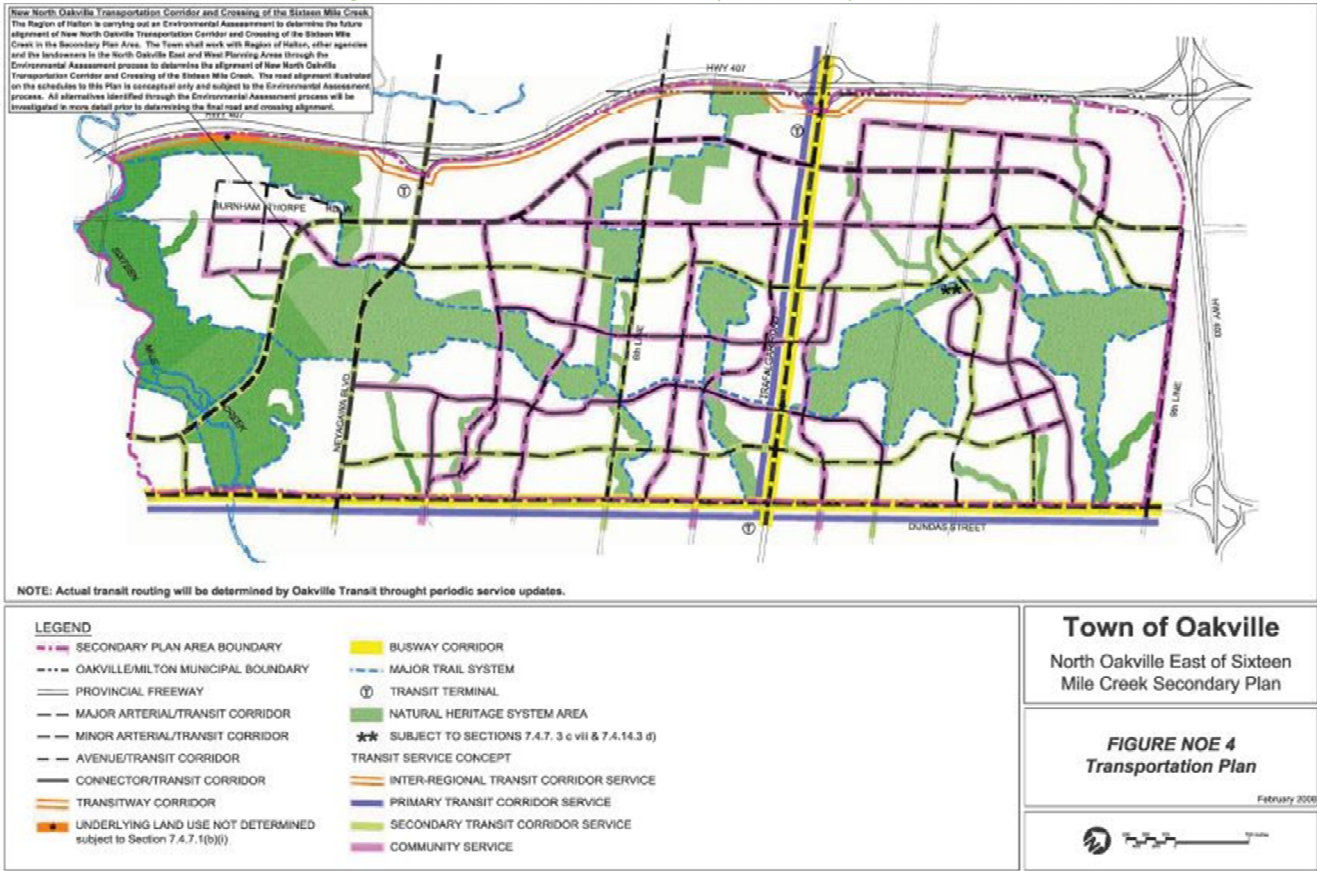 New North Oakville Transportation Corridor and Crossing of the Sixteen Mile Creek
The Region of Halton is carrying out an Environmental Assessment to determine the future
alignment of New North Oakville Transportation Corridor and Crossing of the Sixteen Mile
Creek in the Secondary Plan Area. The Town shall work with Region of Halton, other agencies
and the landowners in the North Oakville East and West Planning Areas through the
Environmental Assessment process to determine the alignment of New North Oakville
Transportation Corridor and Crossing of the Sixteen Mile Creek. The road alignment illustrated
on the schedules to this Plan is conceptual only and subject to the Environmental Assessment
process. All alternatives identified through the Environmental Assessment process will be
investigated in more detail prior to determining the final road and crossing alignment.
HWY 407
HWY 407
T
T
BURNHAM THORPE RD W
SIXTEEN
MILE
CREEK
NEYAGAWA BLVD
6th LINE
TRAFALGAR ROAD
**
9th LINE
HWY 403
DUNDAS STREET
T
NOTE: Actual transit routing will be determined by Oakville Transit throught periodic service updates.
LEGEND
SECONDARY PLAN AREA BOUNDARY
OAKVILLE/MILTON MUNICIPAL BOUNDARY
PROVINCIAL FREEWAY
MAJOR ARTERIAL/TRANSIT CORRIDOR
MINOR ARTERIAL/TRANSIT CORRIDOR
AVENUE/TRANSIT CORRIDOR
CONNECTOR/TRANSIT CORRIDOR
TRANSITWAY CORRIDOR
UNDERLYING LAND USE NOT DETERMINED
subject to Section 7.4.7.1(b)(i)
BUSWAY CORRIDOR
MAJOR TRAIL SYSTEM
T TRANSIT TERMINAL
NATURAL HERITAGE SYSTEM AREA
** SUBJECT TO SECTIONS 7.4.7. 3 c vii & 7.4.14.3 d)
TRANSIT SERVICE CONCEPT
INTER-REGIONAL TRANSIT CORRIDOR SERVICE
PRIMARY TRANSIT CORRIDOR SERVICE
SECONDARY TRANSIT CORRIDOR SERVICE
COMMUNITY SERVICE
Town of Oakville
North Oakville East of Sixteen
Mile Creek Secondary Plan
FIGURE NOE 4
Transportation Plan
February 2008